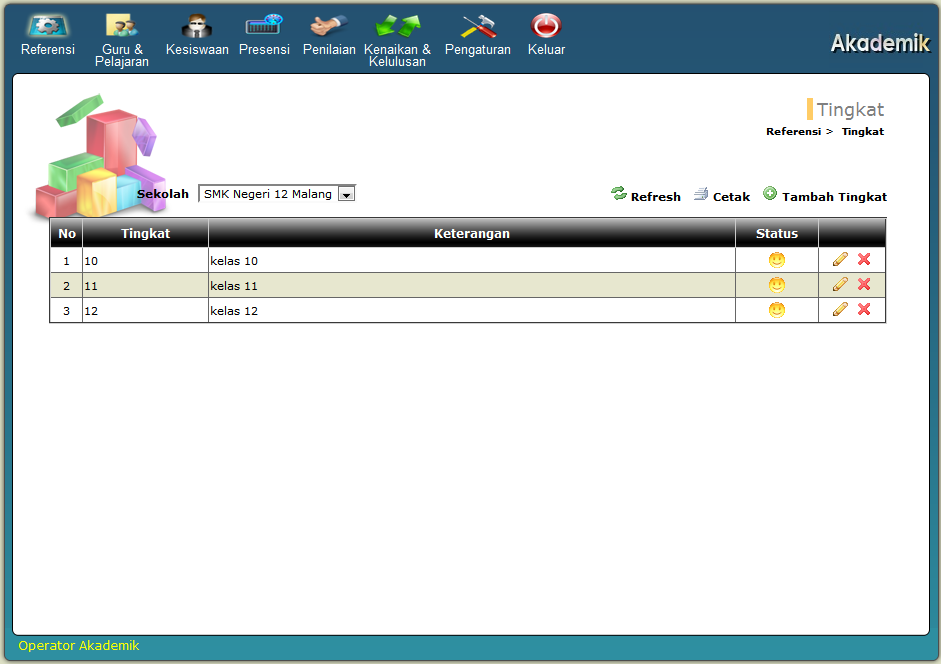 Referensi
Guru &
Pelajaran
Kesiswaan
Presensi
Penilaian
Kenaikan &
Kelulusan
Pengaturan
Keluar
Akademik
Tingkat
Referensi > Tingkat
Sekolah SMK Negeri 12 Malang
Refresh Cetak Tambah Tingkat
No Tingkat Keterangan Status
1 10 kelas 10
2 11 kelas 11
3 12 kelas 12
Operator Akademik